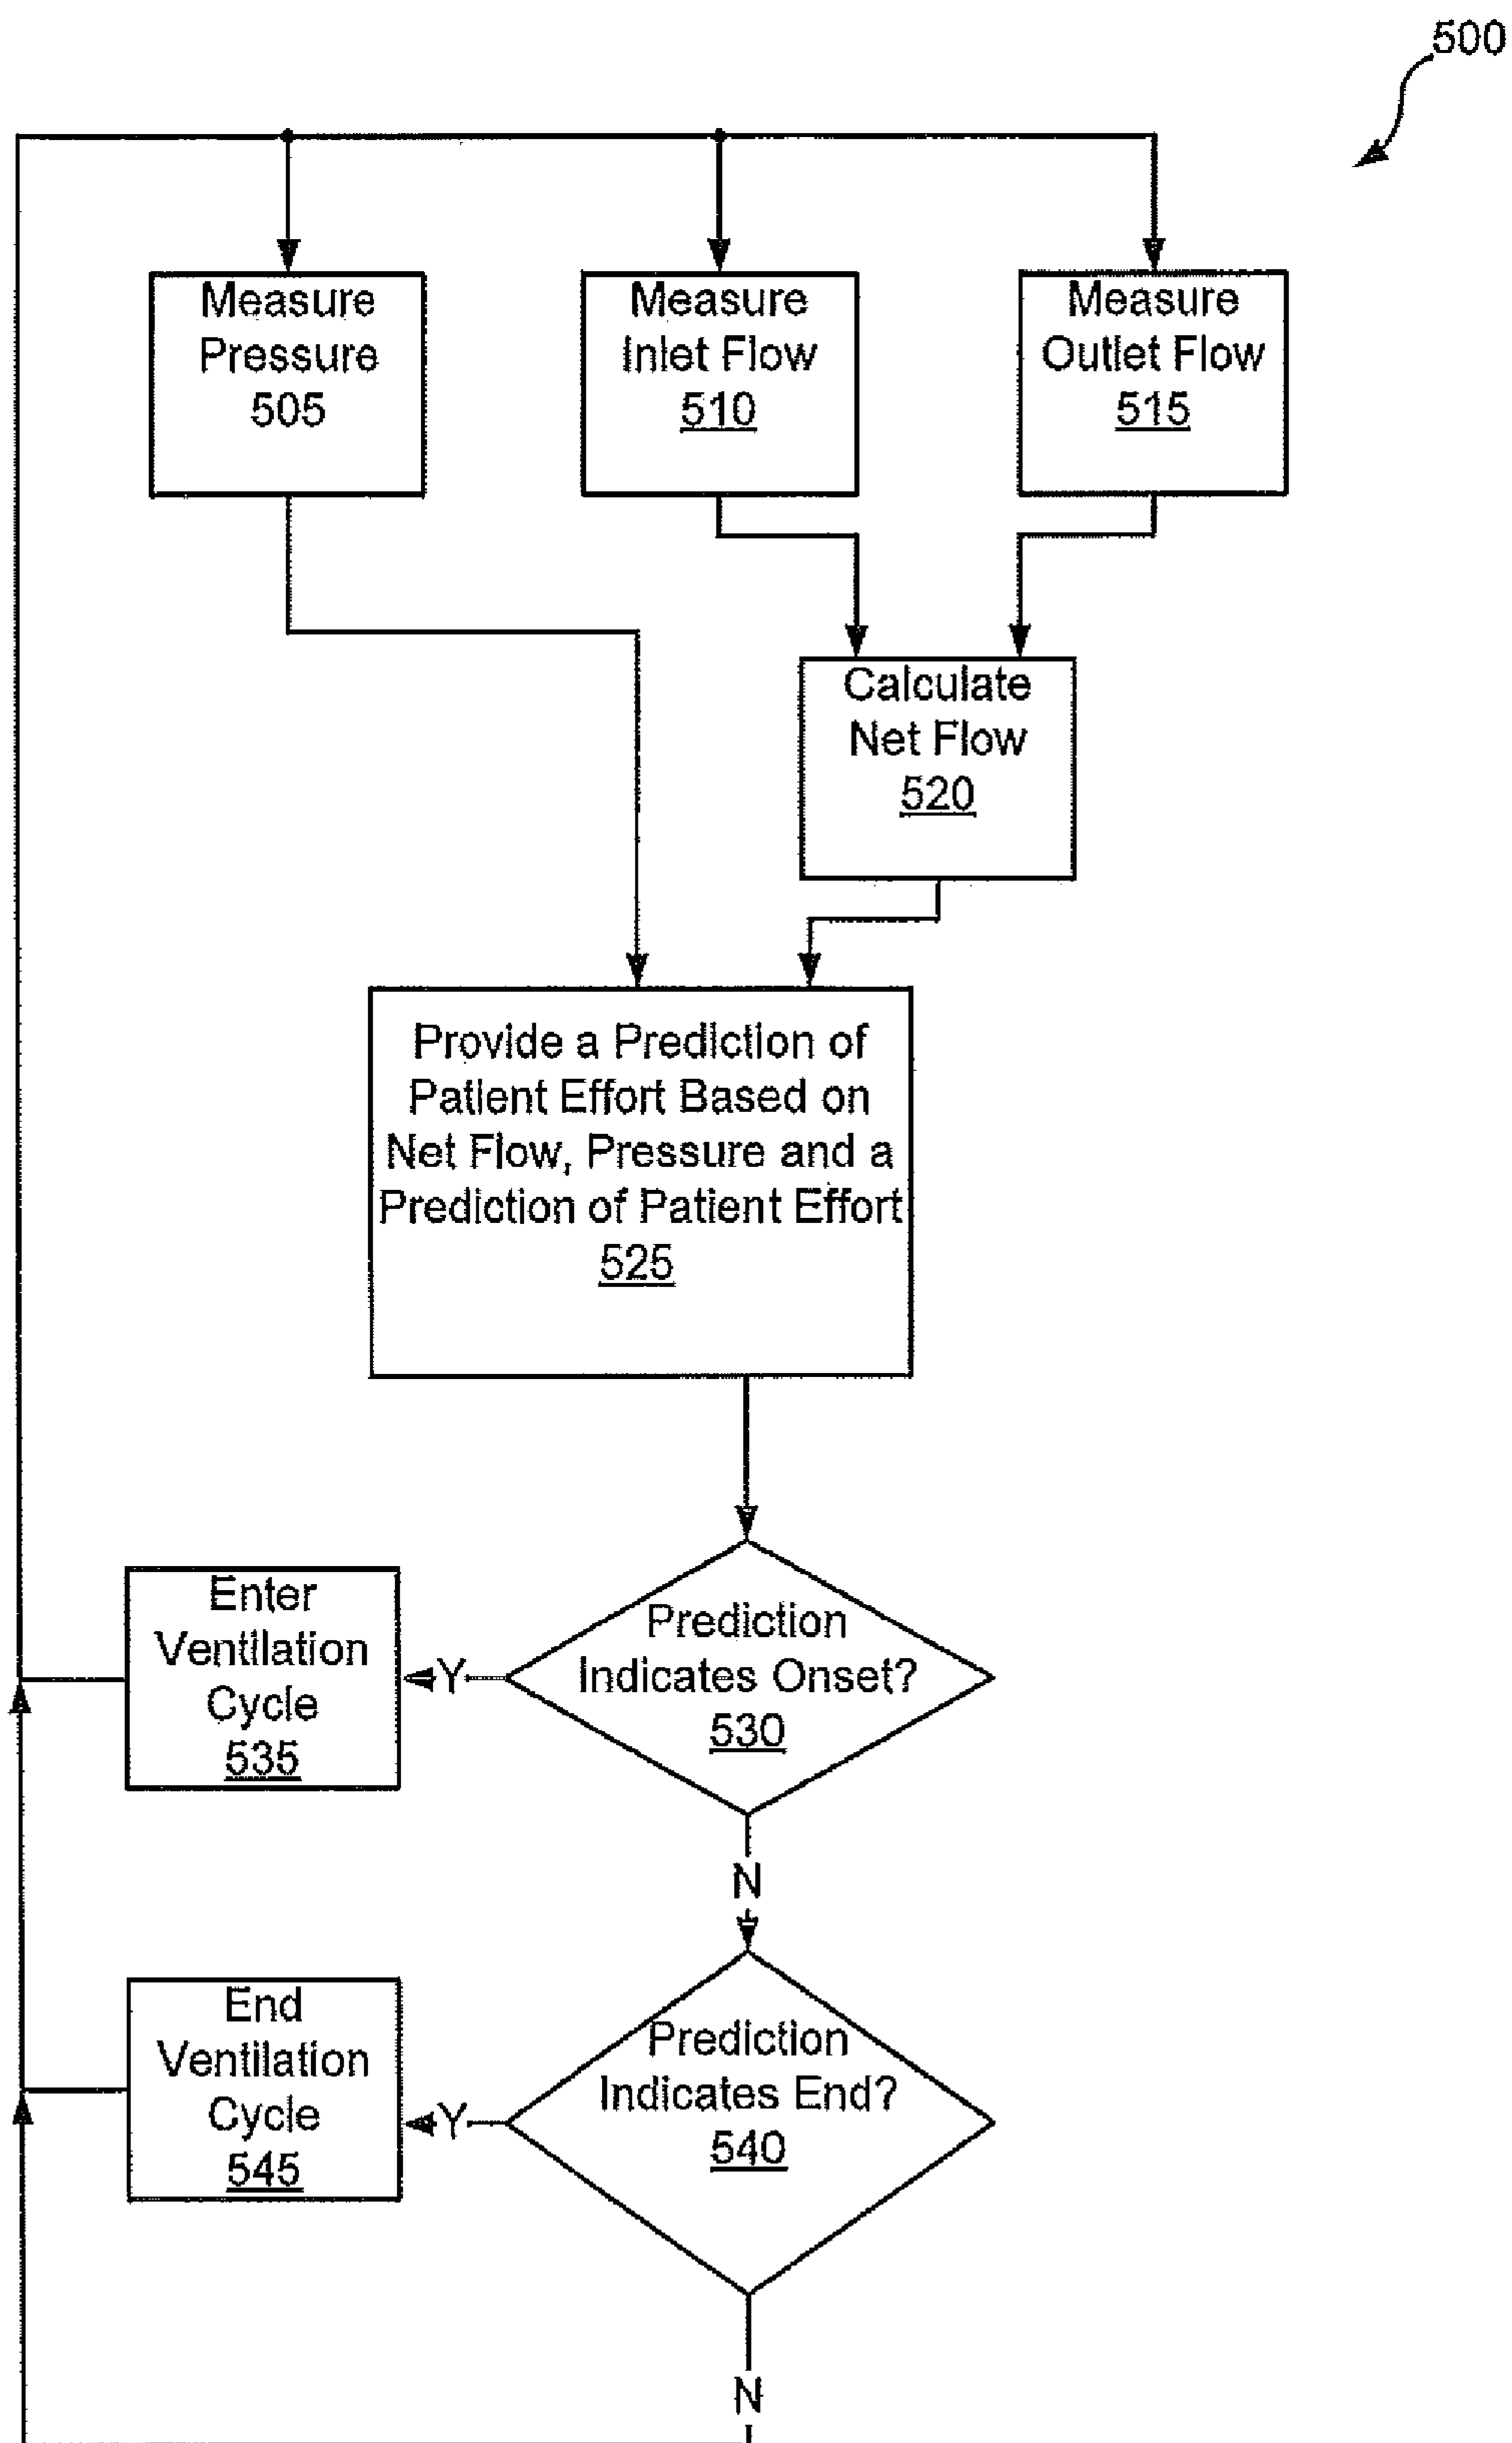 500
Measure
Pressure
505
Measure
Inlet Flow
510
Measure
Outlet Flow
515
Calculate
Net Flow
520
Provide a Prediction of
Patient Effort Based on
Net Flow, Pressure and a
Prediction of Patient Effort
525
Prediction
Indicates Onset?
530
Y
Enter
Ventilation
Cycle
535
N
Prediction
Indicates End?
540
Y
End
Ventilation
Cycle
545
N